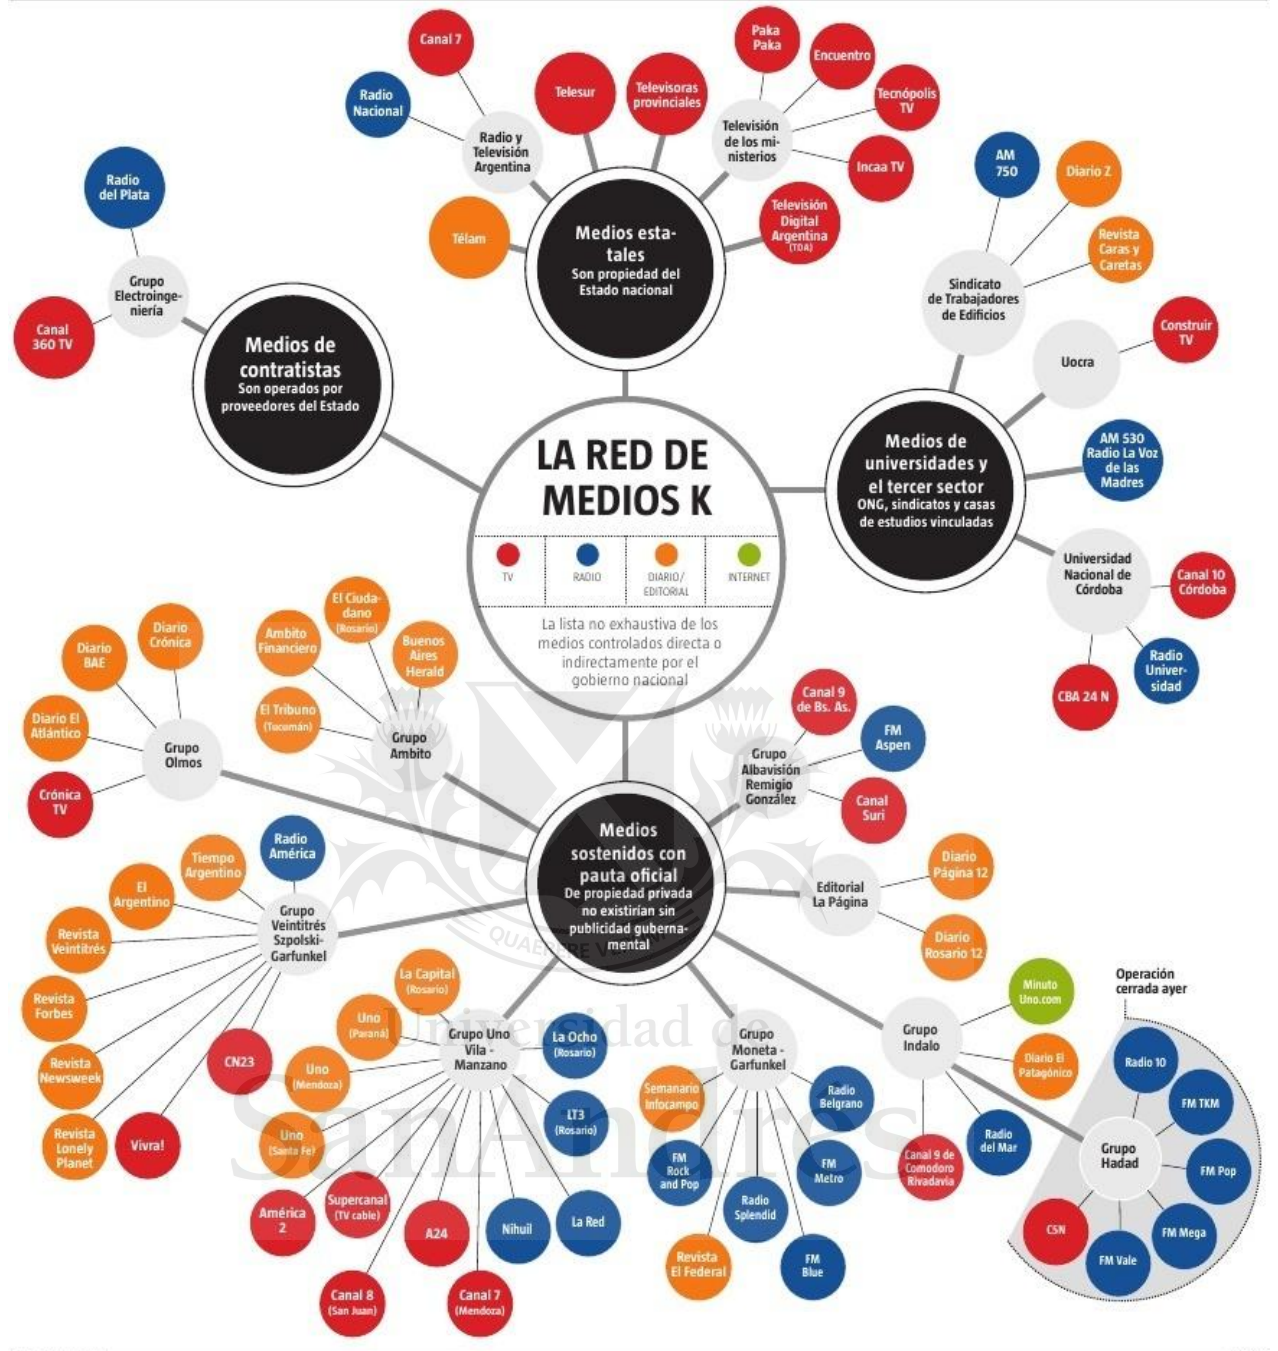 Canal 7
Radio
Nacional
Radio y
Televisión
Argentina
Telesur
Televisoras
provinciales
Paka
Paka
Encuentro
Tecnópolis
TV
Incaa TV
Televisión
de los mi-
nisterios
Televisión
Digital
Argentina
(TDA)
Télam
Medios esta-
tales
Son propiedad del
Estado nacional
Radio
del Plata
Grupo
Electroinge-
niería
Canal
360 TV
Medios de
contratistas
Son operados por
proveedores del Estado
AM
750
Diario Z
Revista
Caras y
Caretas
Sindicato
de Trabajadores
de Edificios
Construir
TV
Uocra
AM 530
Radio La Voz
de las
Madres
Medios de
universidades y
el tercer sector
ONG, sindicatos y casas
de estudios vinculadas
Universidad
Nacional de
Córdoba
Canal 10
Córdoba
Radio
Univer-
sidad
CBA 24 N
LA RED DE
MEDIOS K
TV
RADIO
DIARIO/
EDITORIAL
INTERNET
La lista no exhaustiva de los
medios controlados directa o
indirectamente por el
gobierno nacional
Diario
Crónica
Diario
BAE
Diario El
Atlántico
Crónica
TV
Grupo
Olmos
El Ciuda-
dano
(Rosario)
Ambito
Financiero
Buenos
Aires
Herald
El Tribuno
(Tucumán)
Grupo
Ambito
Canal 9
de Bs. As.
FM
Aspen
Canal
Suri
Grupo
Albavisión
Remigio
González
Medios
sostenidos con
pauta oficial
De propiedad privada
no existirían sin
publicidad guberna-
mental
Editorial
La Página
Diario
Página 12
Diario
Rosario 12
Radio
América
Tiempo
Argentino
El
Argentino
Revista
Veintitrés
Revista
Forbes
Revista
Newsweek
Revista
Lonely
Planet
Vivra!
CN23
Grupo
Veintitrés
Szpolski-
Garfunkel
La Capital
(Rosario)
Uno
(Paraná)
Uno
(Mendoza)
Uno
(Santa Fe)
América
2
Supercanal
(TV cable)
Canal 8
(San Juan)
A24
Canal 7
(Mendoza)
Nihuil
La Red
LT3
(Rosario)
La Ocho
(Rosario)
Grupo Uno
Vila -
Manzano
Grupo
Moneta -
Garfunkel
Semanario
Infocampo
FM
Rock
and Pop
Revista
El Federal
Radio
Splendid
FM
Blue
FM
Metro
Radio
Belgrano
Grupo
Indalo
Minuto
Uno.com
Diario El
Patagónico
Radio
del Mar
Canal 9 de
Comodoro
Rivadavia
Operación
cerrada ayer
Radio 10
FM TKM
FM Pop
FM Mega
FM Vale
C5N
Grupo
Hadad
Universidad de
SanAndrés